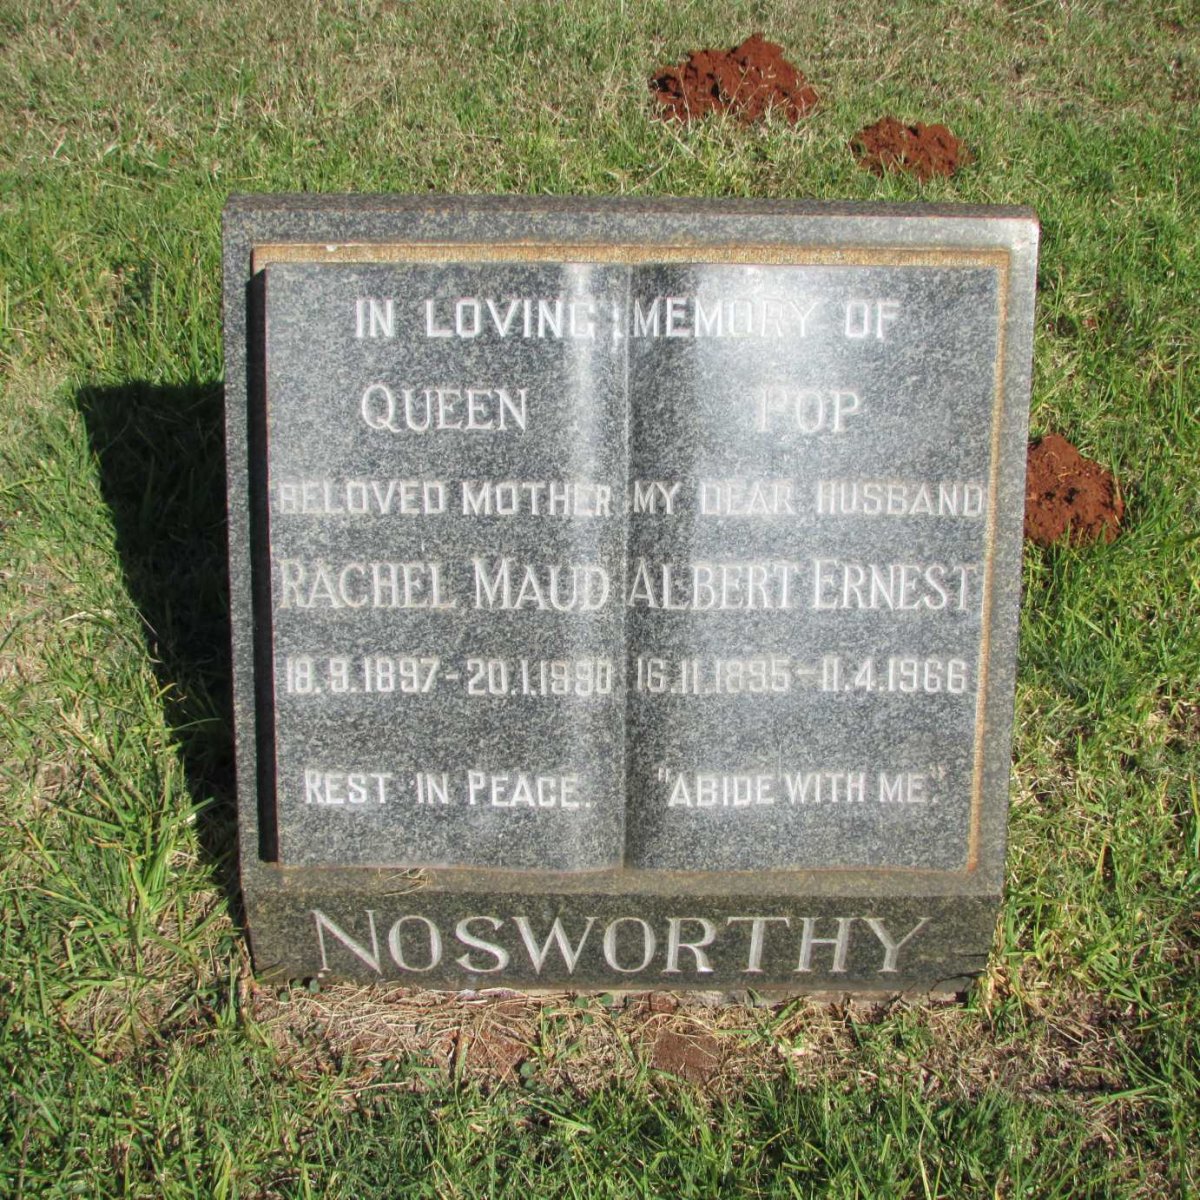 IN LOVING MEMORY OF
QUEEN POP
BELOVED MOTHER MY DEAR HUSBAND
RACHEL MAUD ALBERT ERNEST
18.9.1897-20.1.1990 16.11.1895-11.4.1966
REST IN PEACE. "ABIDE WITH ME."
NOSWORTHY